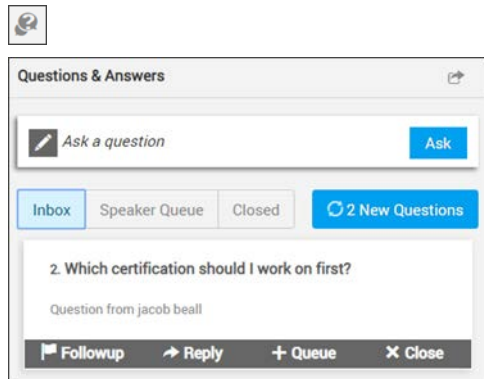 Questions & Answers
Ask a question
Ask
Inbox Speaker Queue Closed 2 New Questions
2. Which certification should I work on first?
Question from jacob beall
Followup Reply Queue Close